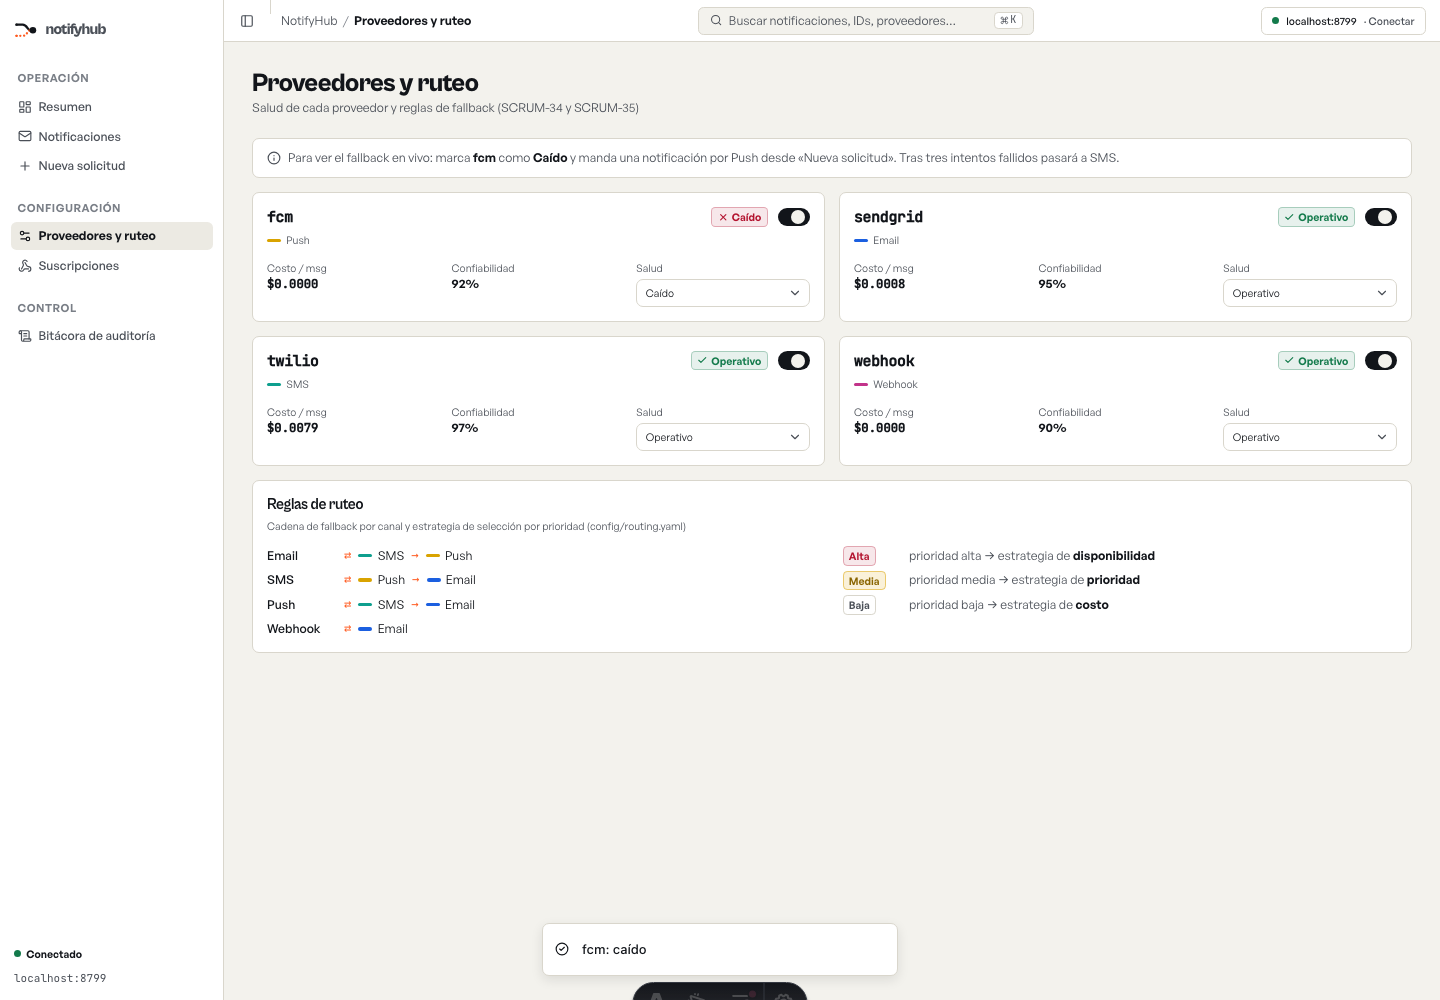 notifyhub
OPERACIÓN
Resumen
Notificaciones
Nueva solicitud
CONFIGURACIÓN
Proveedores y ruteo
Suscripciones
CONTROL
Bitácora de auditoría
Conectado
localhost:8799
NotifyHub / Proveedores y ruteo
Buscar notificaciones, IDs, proveedores... ⌘K
localhost:8799 · Conectar
Proveedores y ruteo
Salud de cada proveedor y reglas de fallback (SCRUM-34 y SCRUM-35)
Para ver el fallback en vivo: marca fcm como Caído y manda una notificación por Push desde «Nueva solicitud». Tras tres intentos fallidos pasará a SMS.
fcm Caído
Push
Costo / msg Confiabilidad Salud
$0.0000 92% Caído
sendgrid Operativo
Email
Costo / msg Confiabilidad Salud
$0.0008 95% Operativo
twilio Operativo
SMS
Costo / msg Confiabilidad Salud
$0.0079 97% Operativo
webhook Operativo
Webhook
Costo / msg Confiabilidad Salud
$0.0000 90% Operativo
Reglas de ruteo
Cadena de fallback por canal y estrategia de selección por prioridad (config/routing.yaml)
Email ⇄ SMS → Push
SMS ⇄ Push → Email
Push ⇄ SMS → Email
Webhook ⇄ Email
Alta prioridad alta → estrategia de disponibilidad
Media prioridad media → estrategia de prioridad
Baja prioridad baja → estrategia de costo
fcm: caído